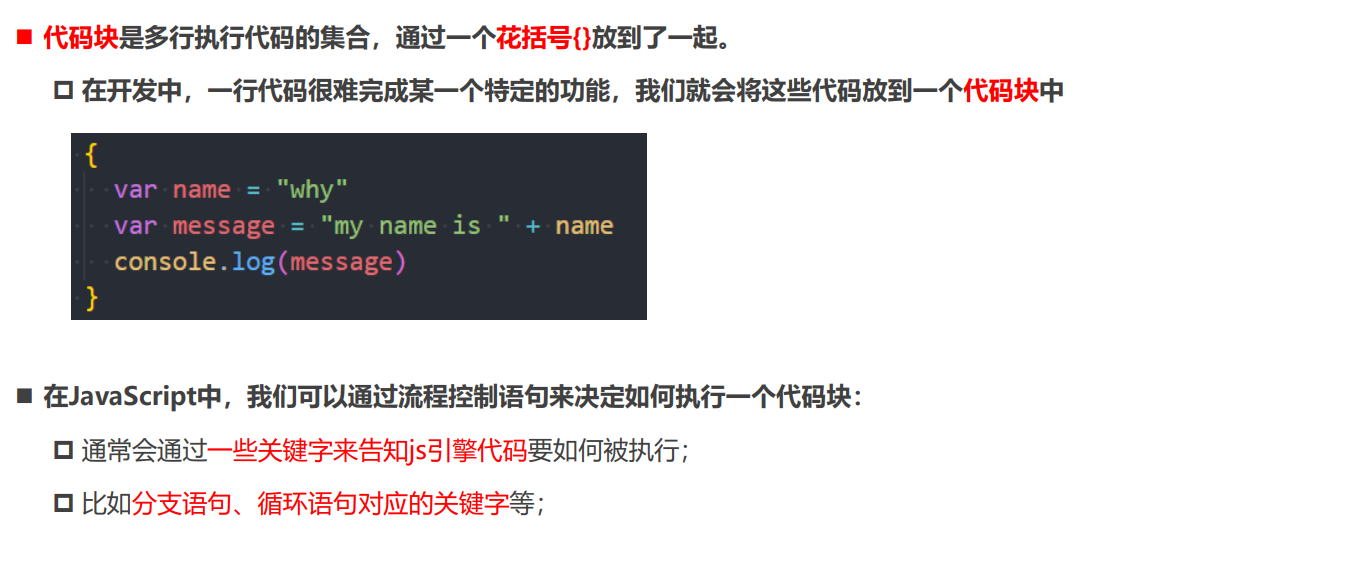 代码块是多行执行代码的集合，通过一个花括号{}放到了一起。
在开发中，一行代码很难完成某一个特定的功能，我们就会将这些代码放到一个代码块中
{
var name = "why"
var message = "my name is " + name
console.log(message)
}
在JavaScript中，我们可以通过流程控制语句来决定如何执行一个代码块：
通常会通过一些关键字来告知js引擎代码要如何被执行；
比如分支语句、循环语句对应的关键字等；